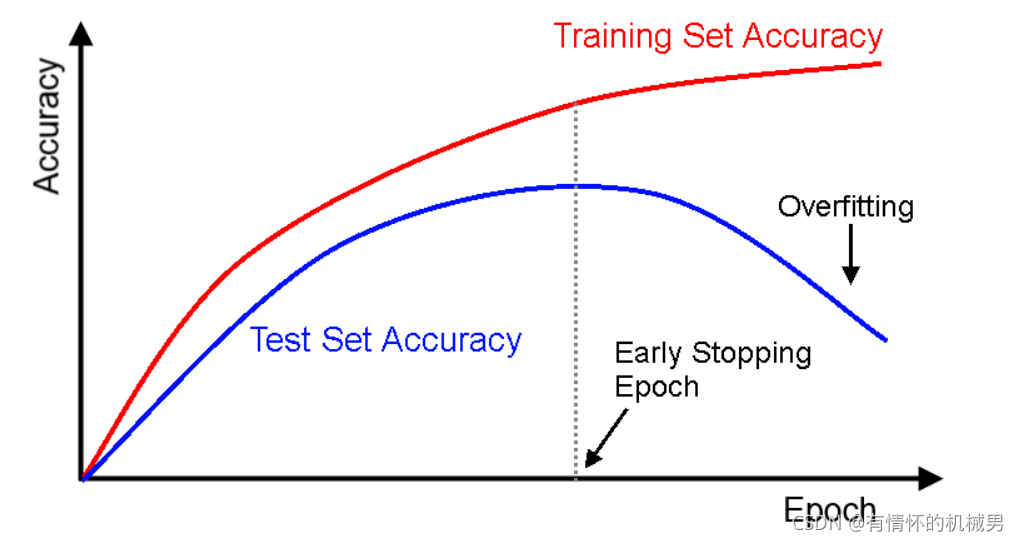 Training Set Accuracy
Accuracy
Overfitting
Test Set Accuracy
Early Stopping
Epoch
Epoch
CSDN @有情怀的机械男